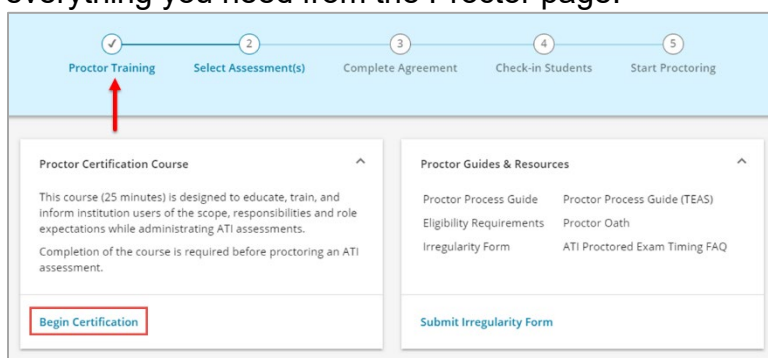 everything you need from the Proctor page.
✓ 2 3 4 5
Proctor Training Select Assessment(s) Complete Agreement Check-in Students Start Proctoring
Proctor Certification Course
This course (25 minutes) is designed to educate, train, and
inform institution users of the scope, responsibilities and role
expectations while administrating ATI assessments.
Completion of the course is required before proctoring an ATI
assessment.
Begin Certification
Proctor Guides & Resources
Proctor Process Guide Proctor Process Guide (TEAS)
Eligibility Requirements Proctor Oath
Irregularity Form ATI Proctored Exam Timing FAQ
Submit Irregularity Form